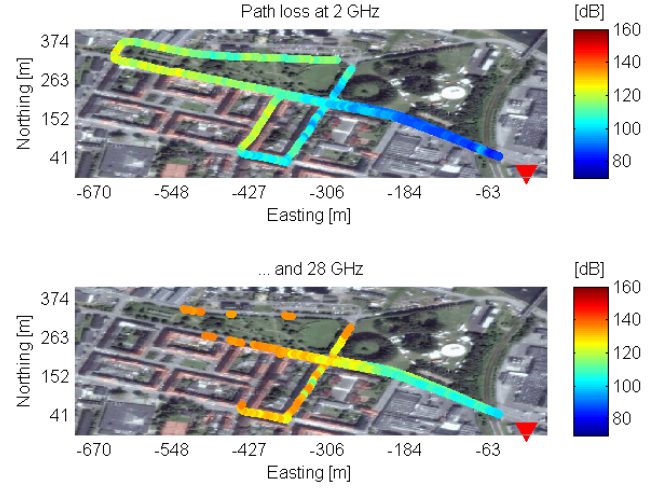 Path loss at 2 GHz
[dB]
374
263
152
41
Northing [m]
-670 -548 -427 -306 -184 -63
Easting [m]
160
140
120
100
80
... and 28 GHz
[dB]
374
263
152
41
Northing [m]
-670 -548 -427 -306 -184 -63
Easting [m]
160
140
120
100
80